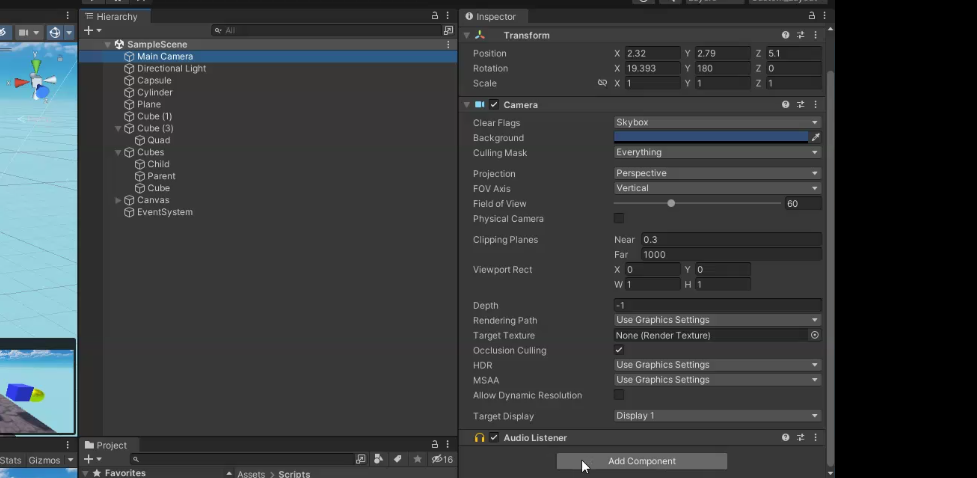 Hierarchy
All
SampleScene
Main Camera
Directional Light
Capsule
Cylinder
Plane
Cube (1)
Cube (3)
Quad
Cubes
Child
Parent
Cube
Canvas
EventSystem
Stats Gizmos
Project
16
Favorites
Assets Scripts
Inspector
Transform
Position X 2.32 Y 2.79 Z 5.1
Rotation X 19.393 Y 180 Z 0
Scale X 1 Y 1 Z 1
Camera
Clear Flags Skybox
Background
Culling Mask Everything
Projection Perspective
FOV Axis Vertical
Field of View 60
Physical Camera
Clipping Planes Near 0.3
Far 1000
Viewport Rect X 0 Y 0
W 1 H 1
Depth -1
Rendering Path Use Graphics Settings
Target Texture None (Render Texture)
Occlusion Culling
HDR Use Graphics Settings
MSAA Use Graphics Settings
Allow Dynamic Resolution
Target Display Display 1
Audio Listener
Add Component